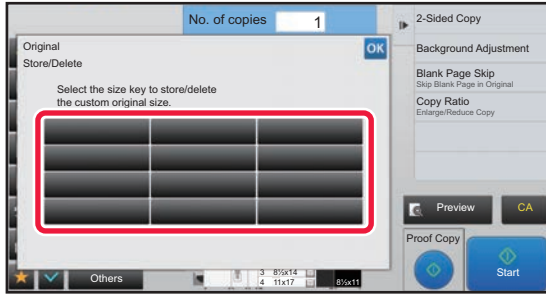 No. of copies 1
Original
OK
Store/Delete
Select the size key to store/delete
the custom original size.
2-Sided Copy
Background Adjustment
Blank Page Skip
Skip Blank Page in Original
Copy Ratio
Enlarge/Reduce Copy
Preview
CA
Proof Copy
Start
Others
3 8½x14
4 11x17
8½x11